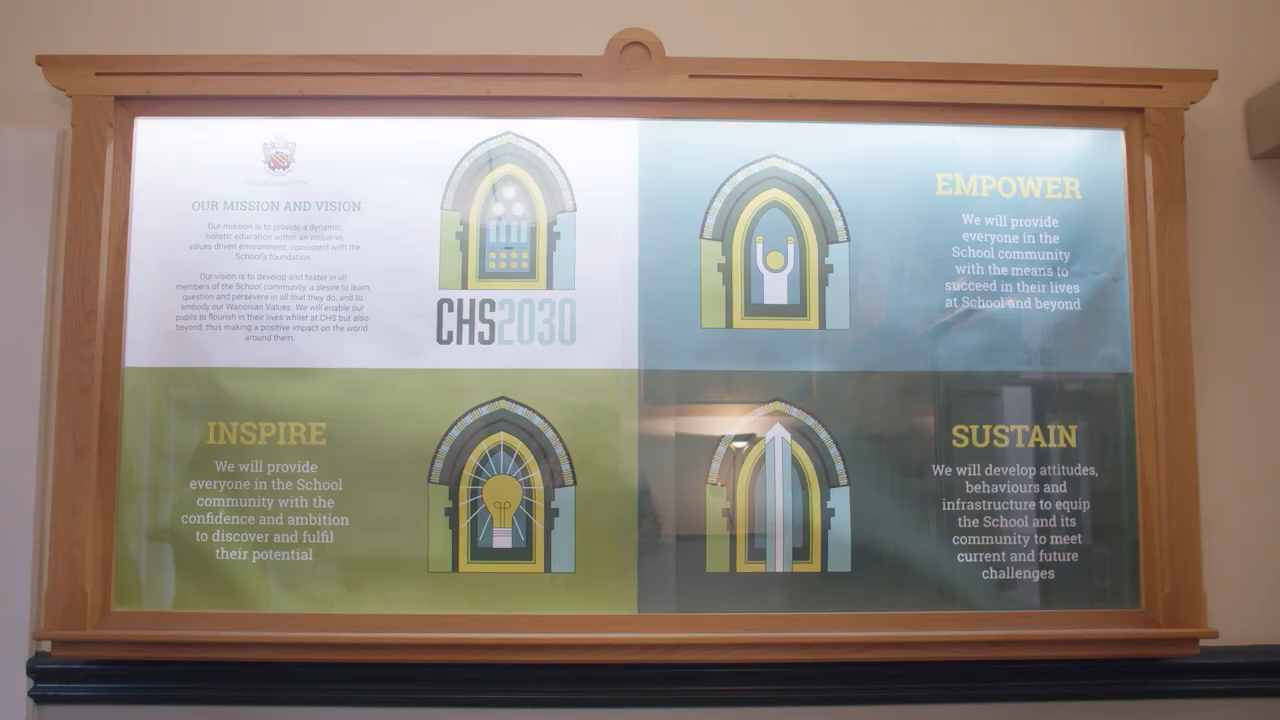 OUR MISSION AND VISION
Our mission is to provide a dynamic,
holistic education within an inclusive,
values driven environment, consistent with the
School's foundation.
Our vision is to develop and foster in all
members of the School community, a desire to learn,
question and persevere in all that they do, and to
embody our Waconian Values. We will enable our
pupils to flourish in their lives whilst at CHS but also
beyond, thus making a positive impact on the world
around them.
CHS2030
EMPOWER
We will provide
everyone in the
School community
with the means to
succeed in their lives
at School and beyond
INSPIRE
We will provide
everyone in the School
community with the
confidence and ambition
to discover and fulfil
their potential
SUSTAIN
We will develop attitudes,
behaviours and
infrastructure to equip
the School and its
community to meet
current and future
challenges